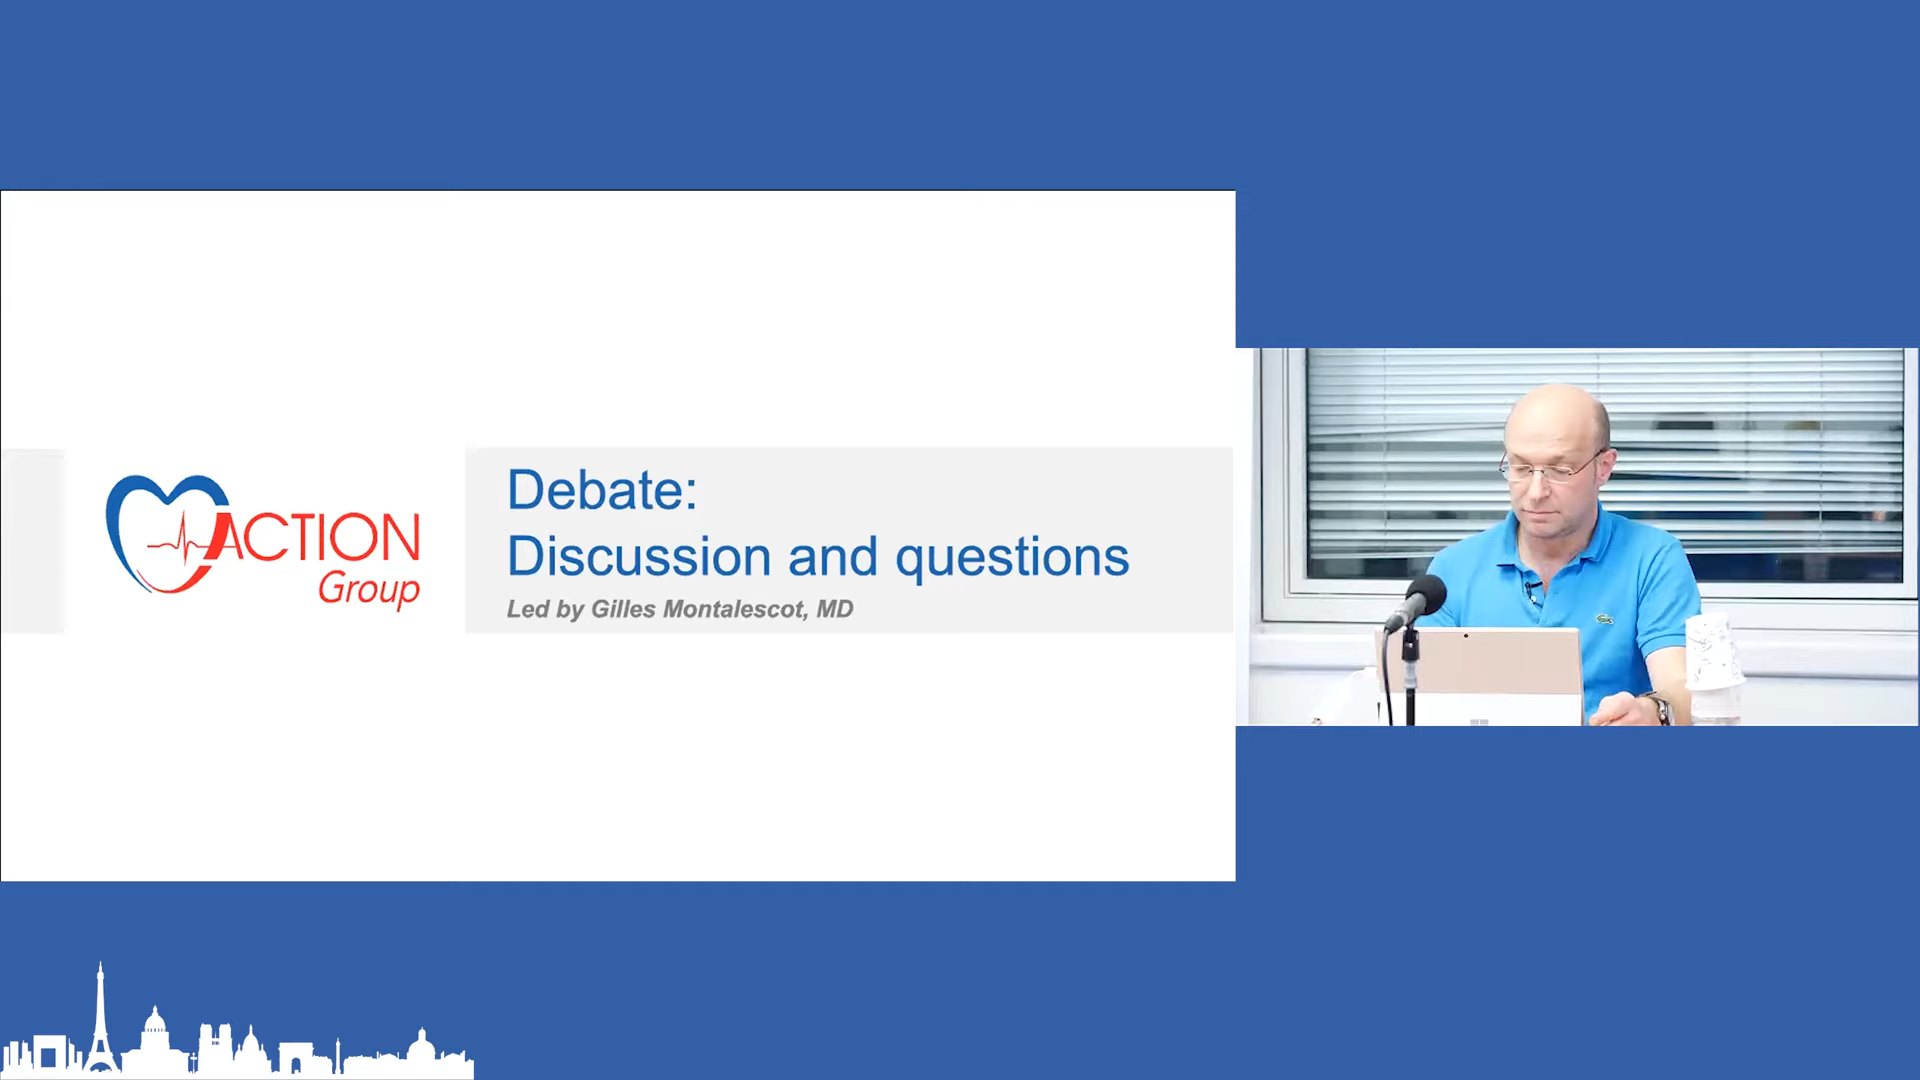 ACTION
Group
Debate:
Discussion and questions
Led by Gilles Montalescot, MD